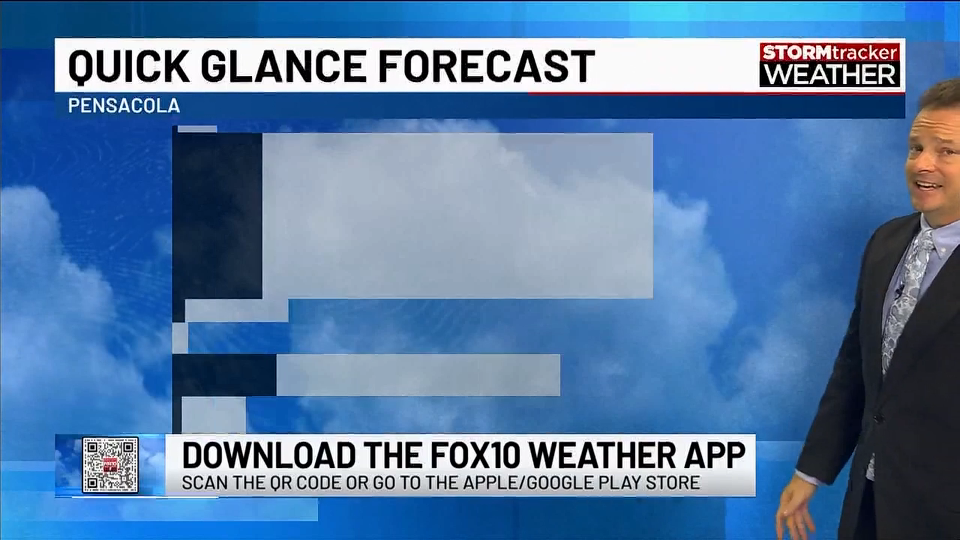 QUICK GLANCE FORECAST
STORMtracker
WEATHER
PENSACOLA
DOWNLOAD THE FOX10 WEATHER APP
SCAN THE QR CODE OR GO TO THE APPLE/GOOGLE PLAY STORE